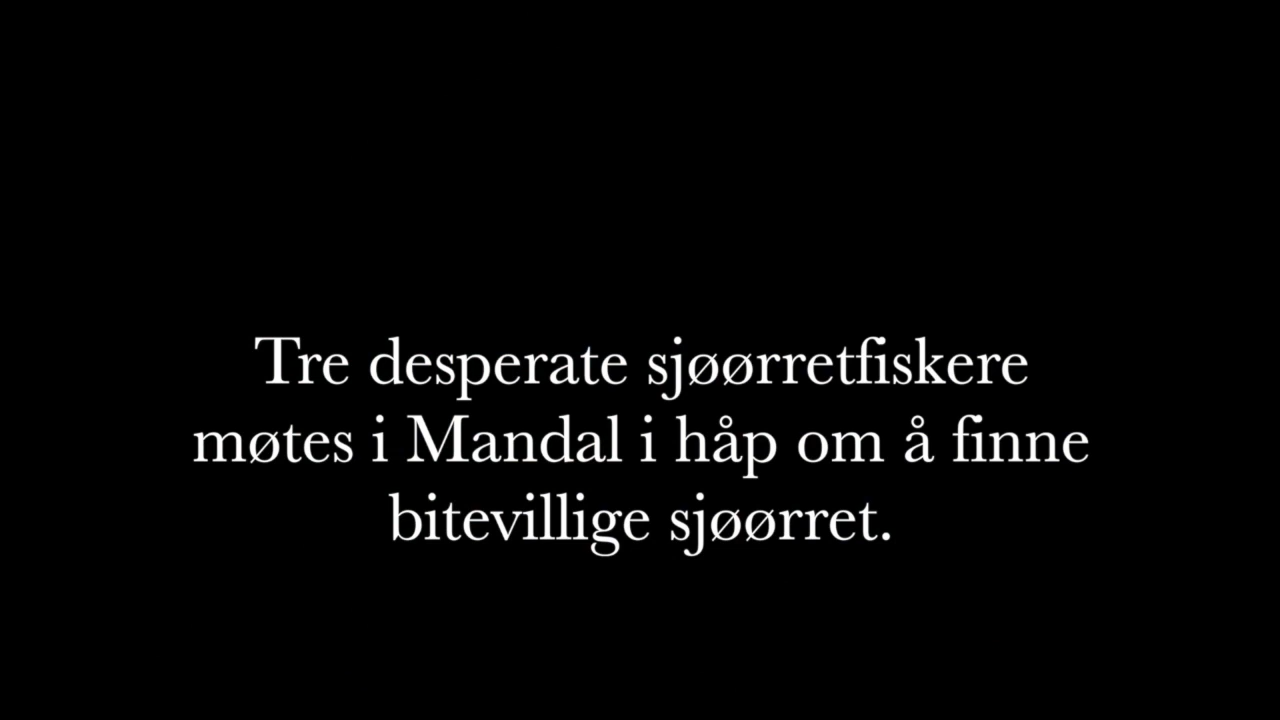 Tre desperate sjøørretfiskere
møtes i Mandal i håp om å finne
bitevillige sjøørret.